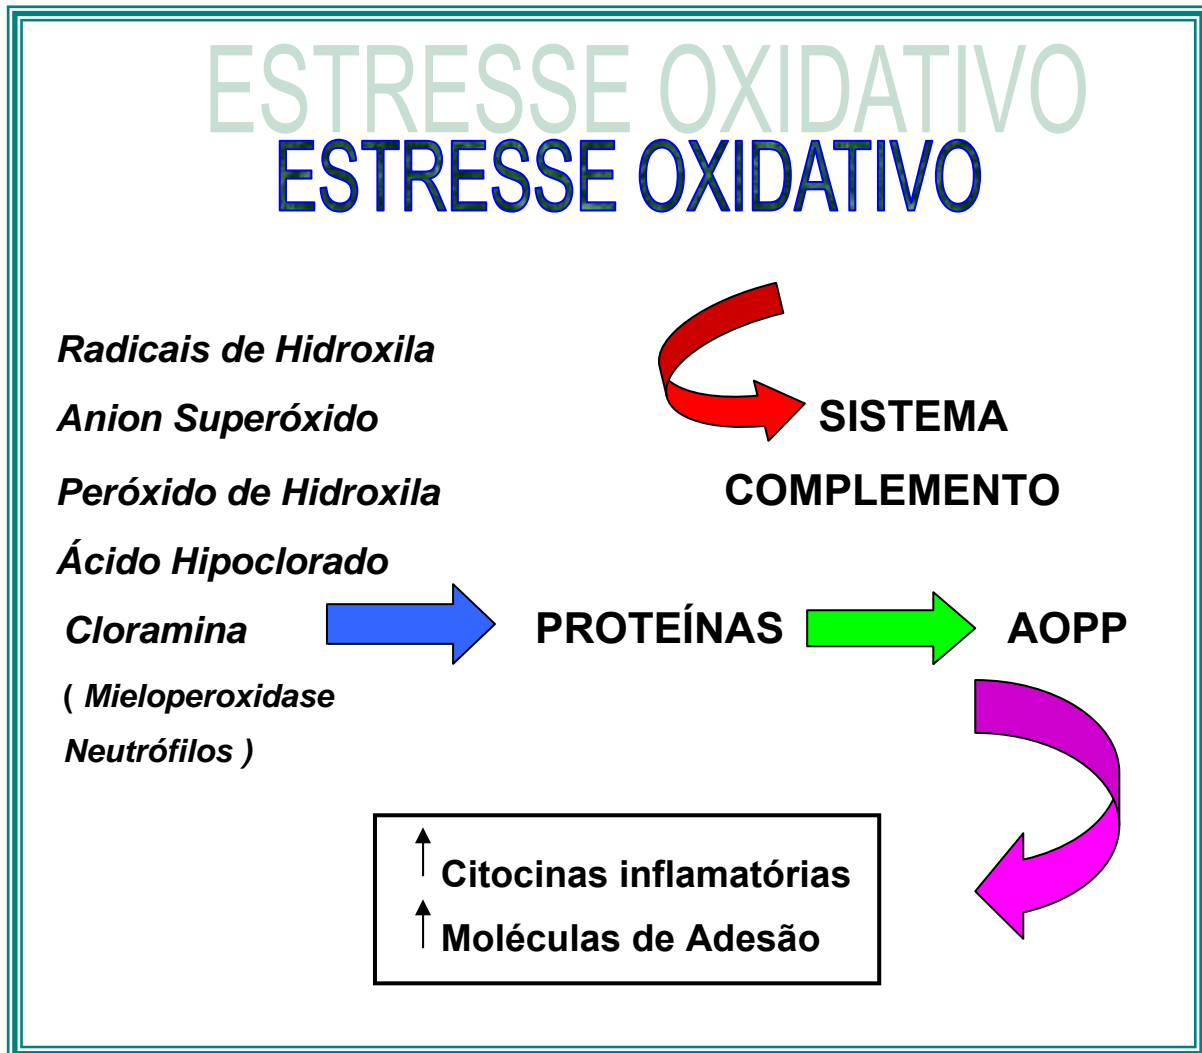 ESTRESSE OXIDATIVO
ESTRESSE OXIDATIVO
Radicais de Hidroxila
Anion Superóxido
SISTEMA
Peróxido de Hidroxila
COMPLEMENTO
Ácido Hipoclorado
Cloramina
PROTEÍNAS
AOPP
( Mieloperoxidase
Neutrófilos )
Citocinas inflamatórias
Moléculas de Adesão